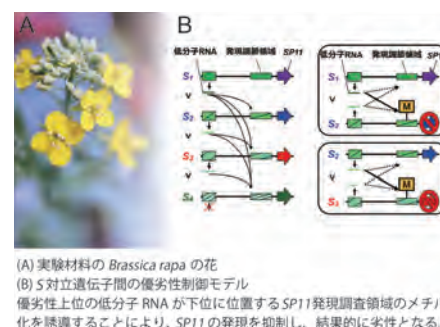 A
B
低分子RNA 発現調節領域 SP11
S₁
S₂
S₃
S₄
低分子RNA 発現調節領域
S₁
M
S₂
S₂
M
S₃
(A) 実験材料の Brassica rapa の花
(B) S対立遺伝子間の優劣性制御モデル
優劣性上位の低分子 RNA が下位に位置する SP11発現調査領域のメチル
化を誘導することにより、SP11の発現を抑制し、結果的に劣性となる